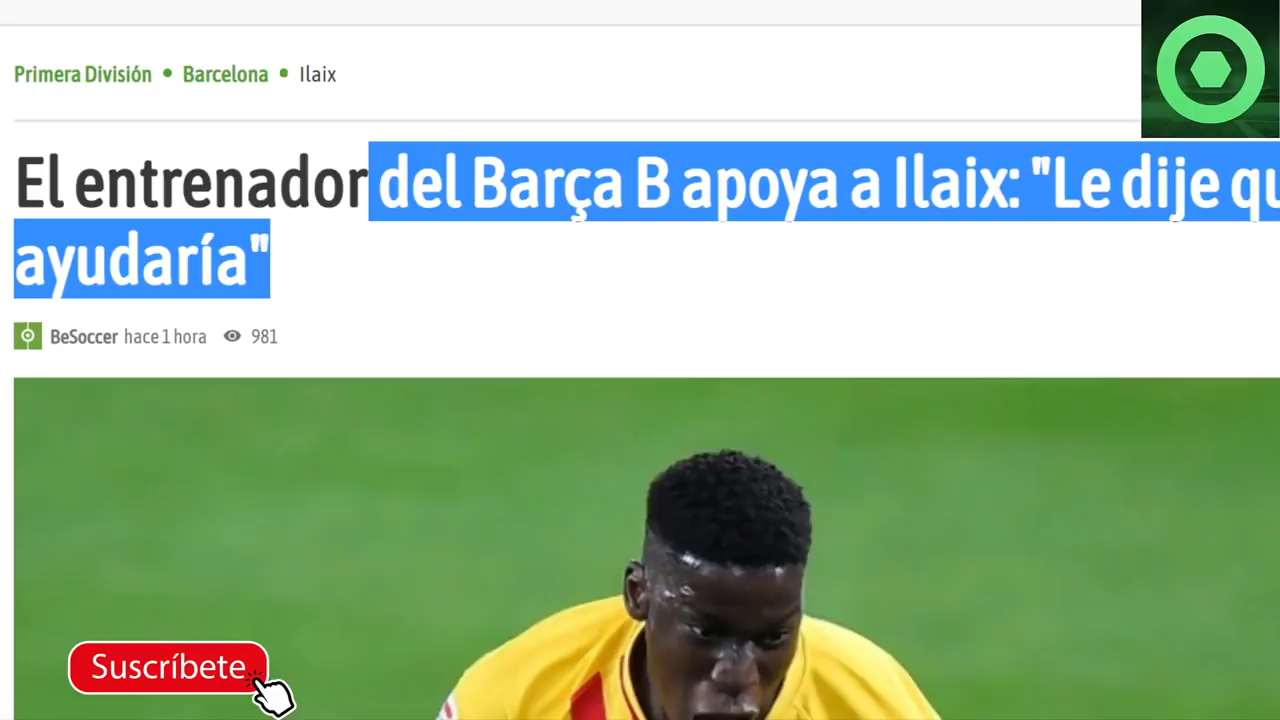 Primera División • Barcelona • Ilaix
El entrenador del Barça B apoya a Ilaix: "Le dije
ayudaría"
BeSoccer hace 1 hora 981
Suscríbete